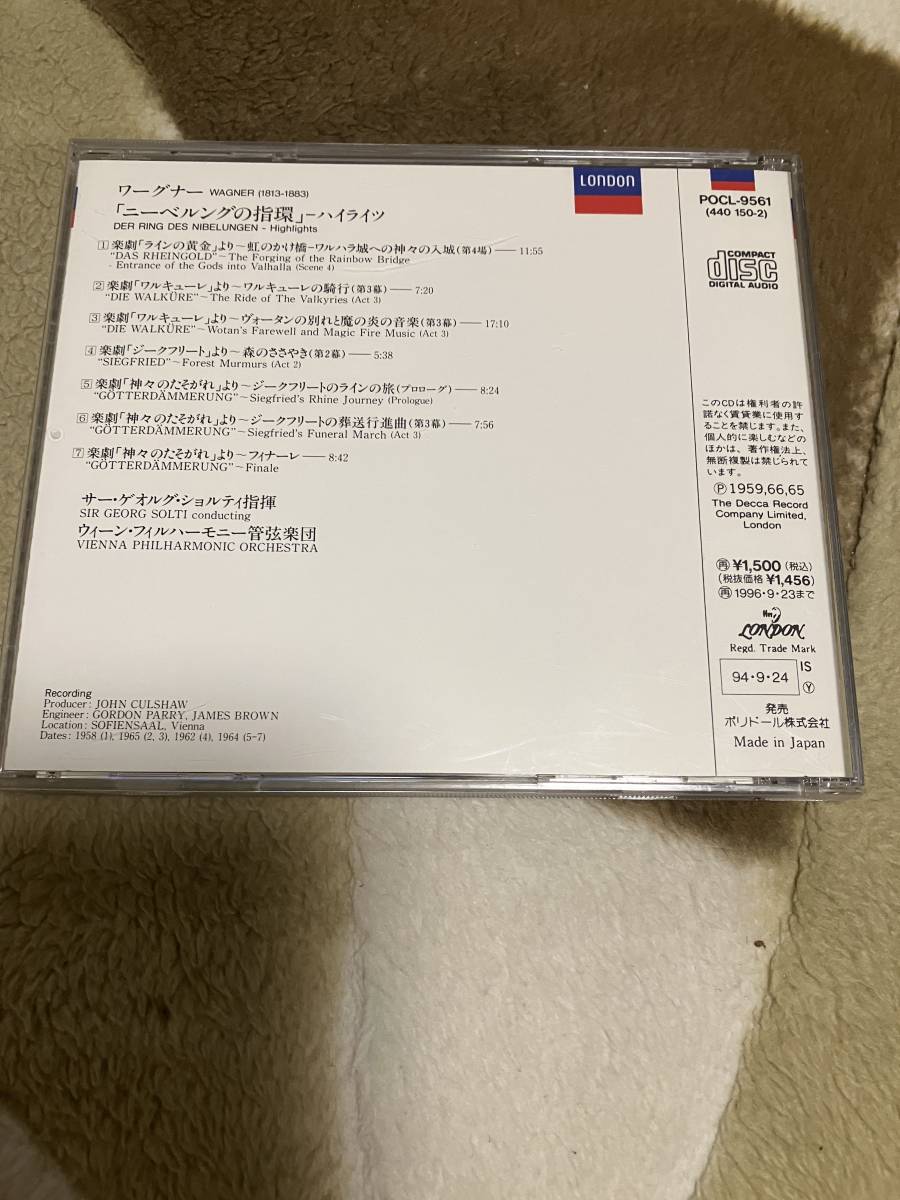 ワーグナー WAGNER (1813-1883)
「ニーベルングの指環」-ハイライツ
DER RING DES NIBELUNGEN - Highlights
1 楽劇「ラインの黄金」より～虹のかけ橋-ワルハラ城への神々の入城(第4場)── 11:55
"DAS RHEINGOLD"~The Forging of the Rainbow Bridge
- Entrance of the Gods into Valhalla (Scene 4)
2 楽劇「ワルキューレ」より～ワルキューレの騎行(第3幕)── 7:20
"DIE WALKÜRE"~The Ride of The Valkyries (Act 3)
3 楽劇「ワルキューレ」より～ヴォータンの別れと魔の炎の音楽(第3幕)── 17:10
"DIE WALKÜRE"~Wotan's Farewell and Magic Fire Music (Act 3)
4 楽劇「ジークフリート」より～森のささやき(第2幕)── 5:38
"SIEGFRIED"~Forest Murmurs (Act 2)
5 楽劇「神々のたそがれ」より～ジークフリートのラインの旅(プロローグ)── 8:24
"GÖTTERDÄMMERUNG"~Siegfried's Rhine Journey (Prologue)
6 楽劇「神々のたそがれ」より～ジークフリートの葬送行進曲(第3幕)── 7:56
"GÖTTERDÄMMERUNG"~Siegfried's Funeral March (Act 3)
7 楽劇「神々のたそがれ」より～フィナーレ── 8:42
"GÖTTERDÄMMERUNG"~Finale
サー・ゲオルグ・ショルティ指揮
SIR GEORG SOLTI conducting
ウィーン・フィルハーモニー管弦楽団
VIENNA PHILHARMONIC ORCHESTRA
Recording
Producer: JOHN CULSHAW
Engineer: GORDON PARRY, JAMES BROWN
Location: SOFIENSAAL, Vienna
Dates: 1958 (1), 1965 (2, 3), 1962 (4), 1964 (5-7)
LONDON
POCL-9561
(440 150-2)
COMPACT
disc
DIGITAL AUDIO
このCDは権利者の許
諾なく賃貸業に使用す
ることを禁じます。また、
個人的に楽しむなどの
ほかは、著作権法上、
無断複製は禁じられて
います。
Ⓟ 1959,66,65
The Decca Record
Company Limited,
London
再 ¥1,500 (税込)
(税抜価格 ¥1,456)
再 1996・9・23まで
LONDON
Regd. Trade Mark
94・9・24 IS
Ⓨ
発売
ポリドール株式会社
Made in Japan